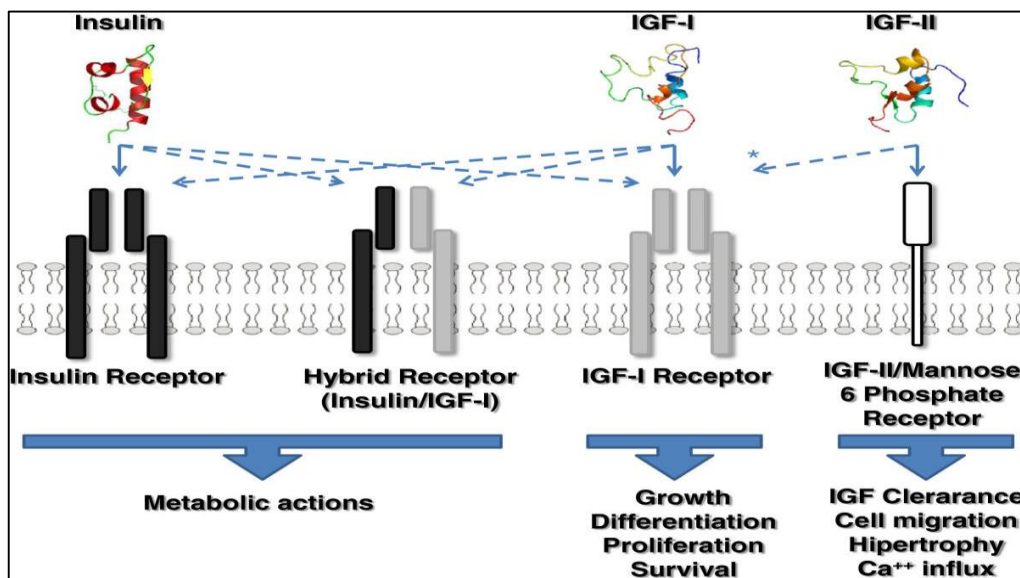 Insulin
IGF-I
IGF-II
*
Insulin Receptor
Hybrid Receptor
(Insulin/IGF-I)
IGF-I Receptor
IGF-II/Mannose
6 Phosphate
Receptor
Metabolic actions
Growth
Differentiation
Proliferation
Survival
IGF Clerarance
Cell migration
Hipertrophy
Ca⁺⁺ influx